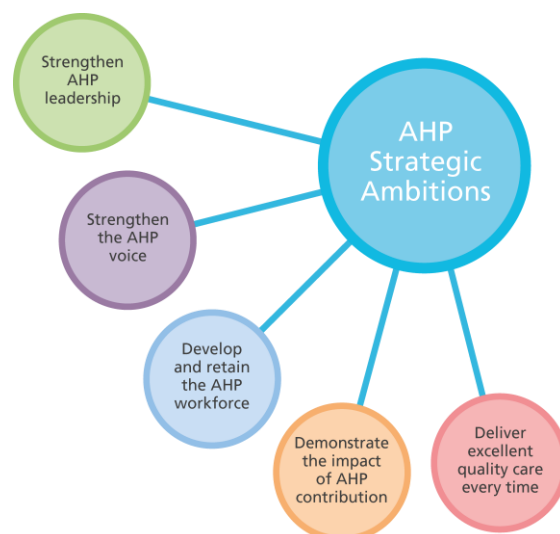 Strengthen
AHP
leadership
AHP
Strategic
Ambitions
Strengthen
the AHP
voice
Develop
and retain
the AHP
workforce
Demonstrate
the impact
of AHP
contribution
Deliver
excellent
quality care
every time